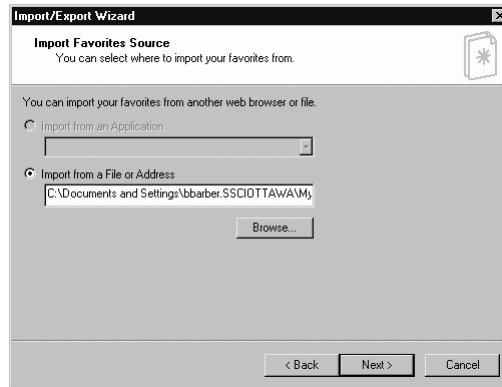 Import/Export Wizard
Import Favorites Source
You can select where to import your favorites from.
You can import your favorites from another web browser or file.
Import from an Application
Import from a File or Address
C:\Documents and Settings\bbarber.SSCIOTTAWA\My
Browse...
< Back Next > Cancel